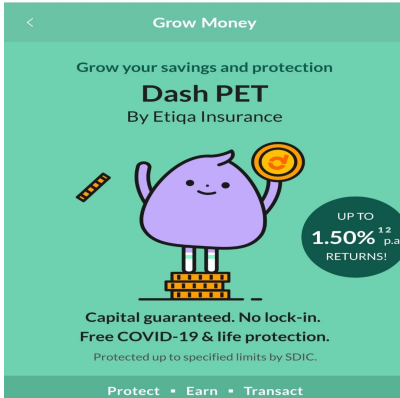 Grow Money
Grow your savings and protection
Dash PET
By Etiqa Insurance
UP TO
1.50%¹² p.a
RETURNS!
Capital guaranteed. No lock-in.
Free COVID-19 & life protection.
Protected up to specified limits by SDIC.
Protect ▪ Earn ▪ Transact